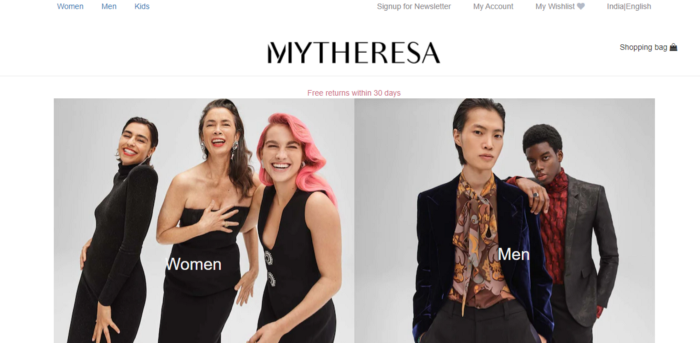 Women Men Kids Signup for Newsletter My Account My Wishlist India|English
MYTHERESA
Shopping bag
Free returns within 30 days
Women
Men